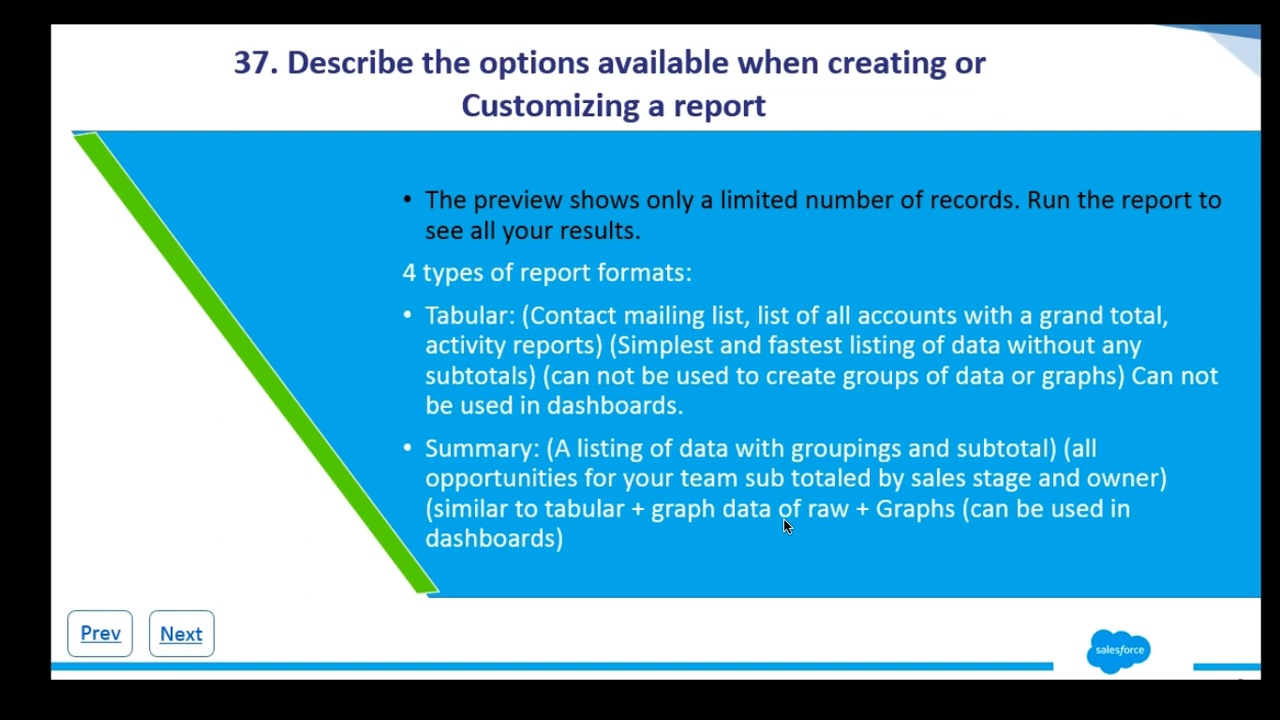 37. Describe the options available when creating or
Customizing a report
• The preview shows only a limited number of records. Run the report to
see all your results.
4 types of report formats:
• Tabular: (Contact mailing list, list of all accounts with a grand total,
activity reports) (Simplest and fastest listing of data without any
subtotals) (can not be used to create groups of data or graphs) Can not
be used in dashboards.
• Summary: (A listing of data with groupings and subtotal) (all
opportunities for your team sub totaled by sales stage and owner)
(similar to tabular + graph data of raw + Graphs (can be used in
dashboards)
Prev
Next
salesforce